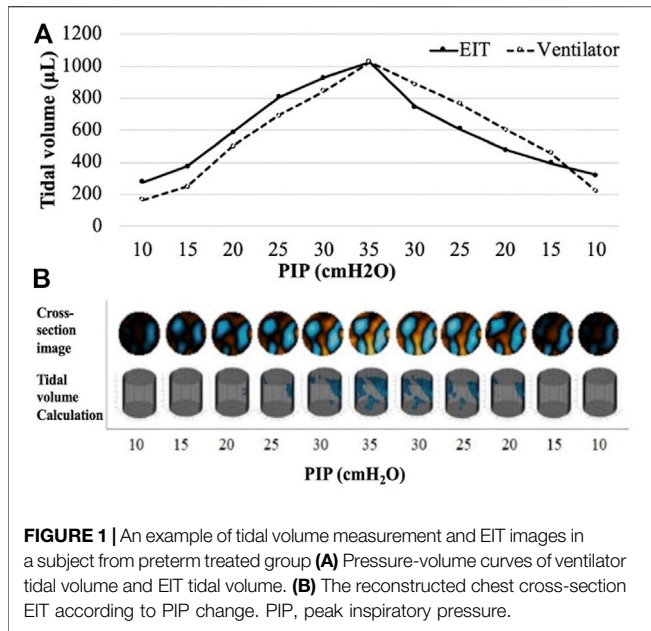 A
1200
1000
800
600
400
200
0
Tidal volume (µL)
EIT Ventilator
10 15 20 25 30 35 30 25 20 15 10
PIP (cmH2O)
B
Cross-
section
image
Tidal
volume
Calculation
10 15 20 25 30 35 30 25 20 15 10
PIP (cmH₂O)
FIGURE 1 | An example of tidal volume measurement and EIT images in
a subject from preterm treated group (A) Pressure-volume curves of ventilator
tidal volume and EIT tidal volume. (B) The reconstructed chest cross-section
EIT according to PIP change. PIP, peak inspiratory pressure.